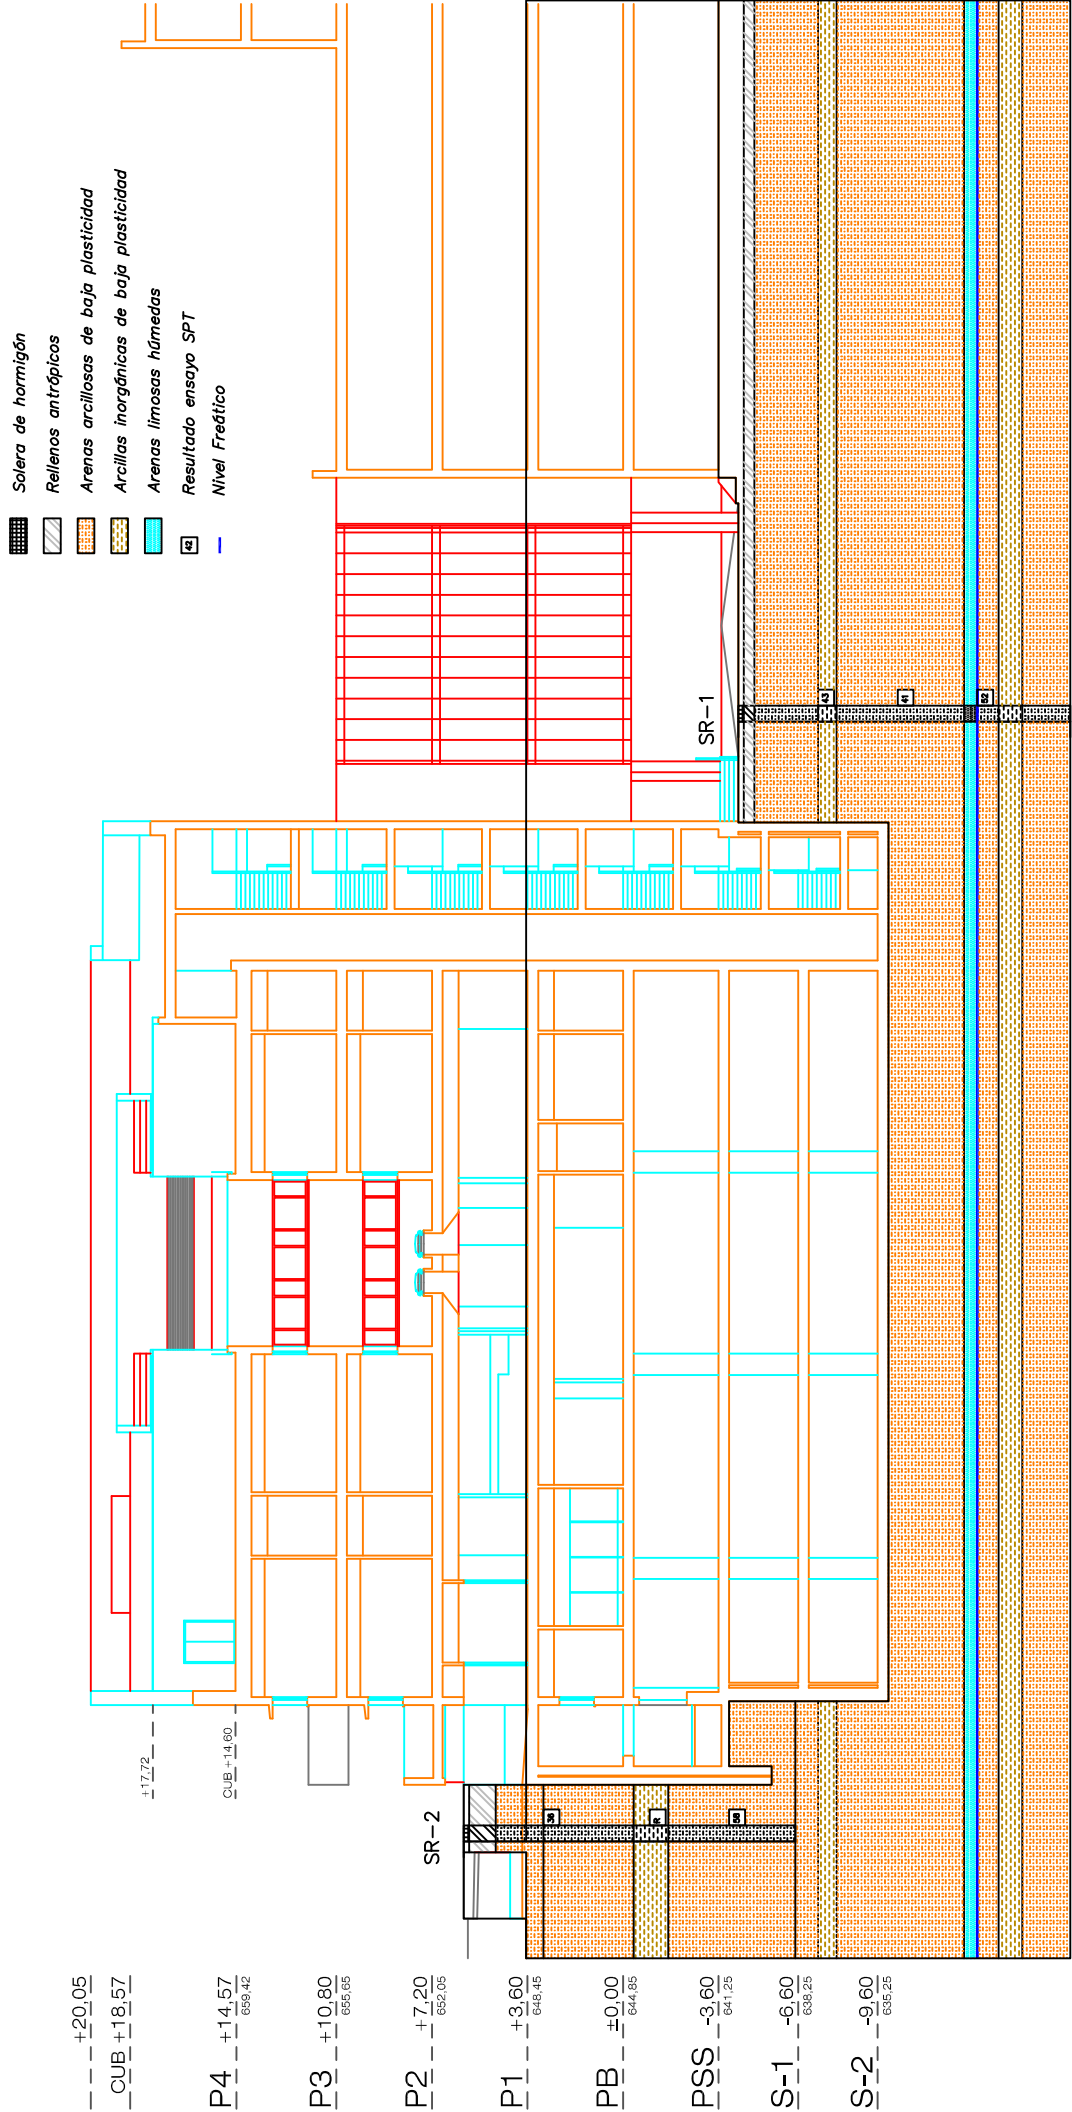 Solera de hormigón
Rellenos antrópicos
Arenas arcillosas de baja plasticidad
Arcillas inorgánicas de baja plasticidad
Arenas limosas húmedas
42 Resultado ensayo SPT
Nivel Freático
+20,05
CUB +18,57
+17,72
P4 +14,57
659,42
CUB +14,60
P3 +10,80
655,65
P2 +7,20
652,05
P1 +3,60
648,45
PB ±0,00
644,85
PSS -3,60
641,25
S-1 -6,60
638,25
S-2 -9,60
635,25
SR-2
36
R
58
SR-1
43
41
52